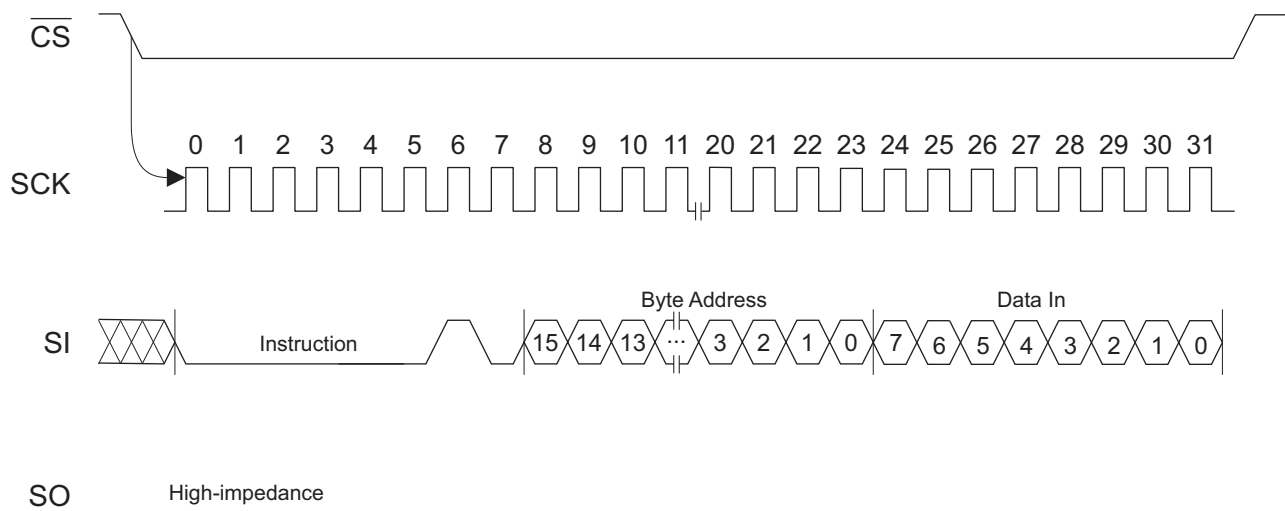 CS
0 1 2 3 4 5 6 7 8 9 10 11 20 21 22 23 24 25 26 27 28 29 30 31
SCK
Byte Address Data In
SI Instruction 15 14 13 ... 3 2 1 0 7 6 5 4 3 2 1 0
SO High-impedance